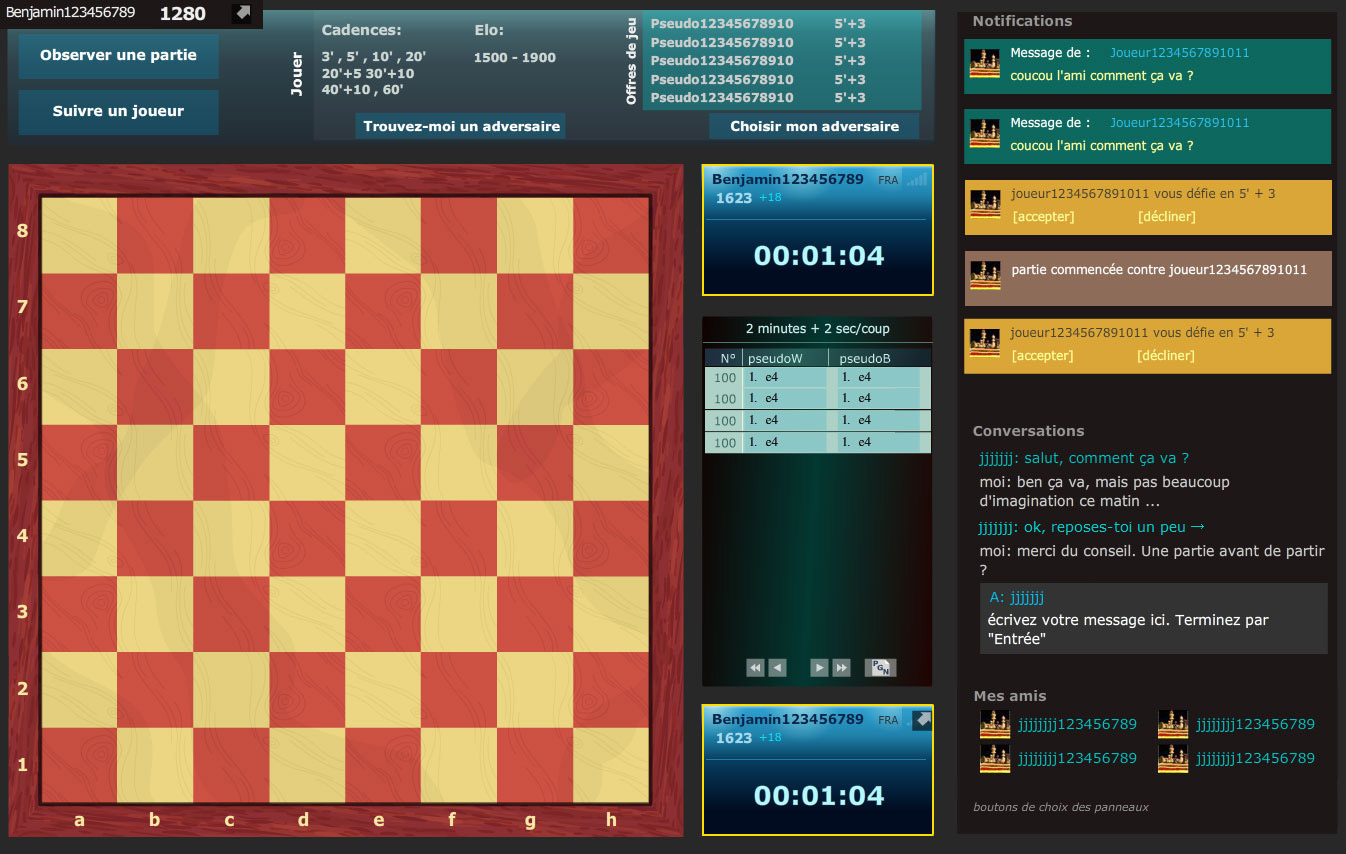 Benjamin123456789 1280
Observer une partie
Suivre un joueur
Jouer
Cadences: Elo:
3' , 5' , 10' , 20' 1500 - 1900
20'+5 30'+10
40'+10 , 60'
Trouvez-moi un adversaire
Offres de jeu
Pseudo12345678910 5'+3
Pseudo12345678910 5'+3
Pseudo12345678910 5'+3
Pseudo12345678910 5'+3
Pseudo12345678910 5'+3
Choisir mon adversaire
8
7
6
5
4
3
2
1
a b c d e f g h
Benjamin123456789 FRA
1623 +18
00:01:04
2 minutes + 2 sec/coup
N° pseudoW pseudoB
100 1. e4 1. e4
100 1. e4 1. e4
100 1. e4 1. e4
100 1. e4 1. e4
PGN
Benjamin123456789 FRA
1623 +18
00:01:04
Notifications
Message de : Joueur1234567891011
coucou l'ami comment ça va ?
Message de : Joueur1234567891011
coucou l'ami comment ça va ?
joueur1234567891011 vous défie en 5' + 3
[accepter] [décliner]
partie commencée contre joueur1234567891011
joueur1234567891011 vous défie en 5' + 3
[accepter] [décliner]
Conversations
jjjjjjj: salut, comment ça va ?
moi: ben ça va, mais pas beaucoup
d'imagination ce matin ...
jjjjjjj: ok, reposes-toi un peu →
moi: merci du conseil. Une partie avant de partir
?
A: jjjjjjj
écrivez votre message ici. Terminez par
"Entrée"
Mes amis
jjjjjjjj123456789 jjjjjjjj123456789
jjjjjjjj123456789 jjjjjjjj123456789
boutons de choix des panneaux